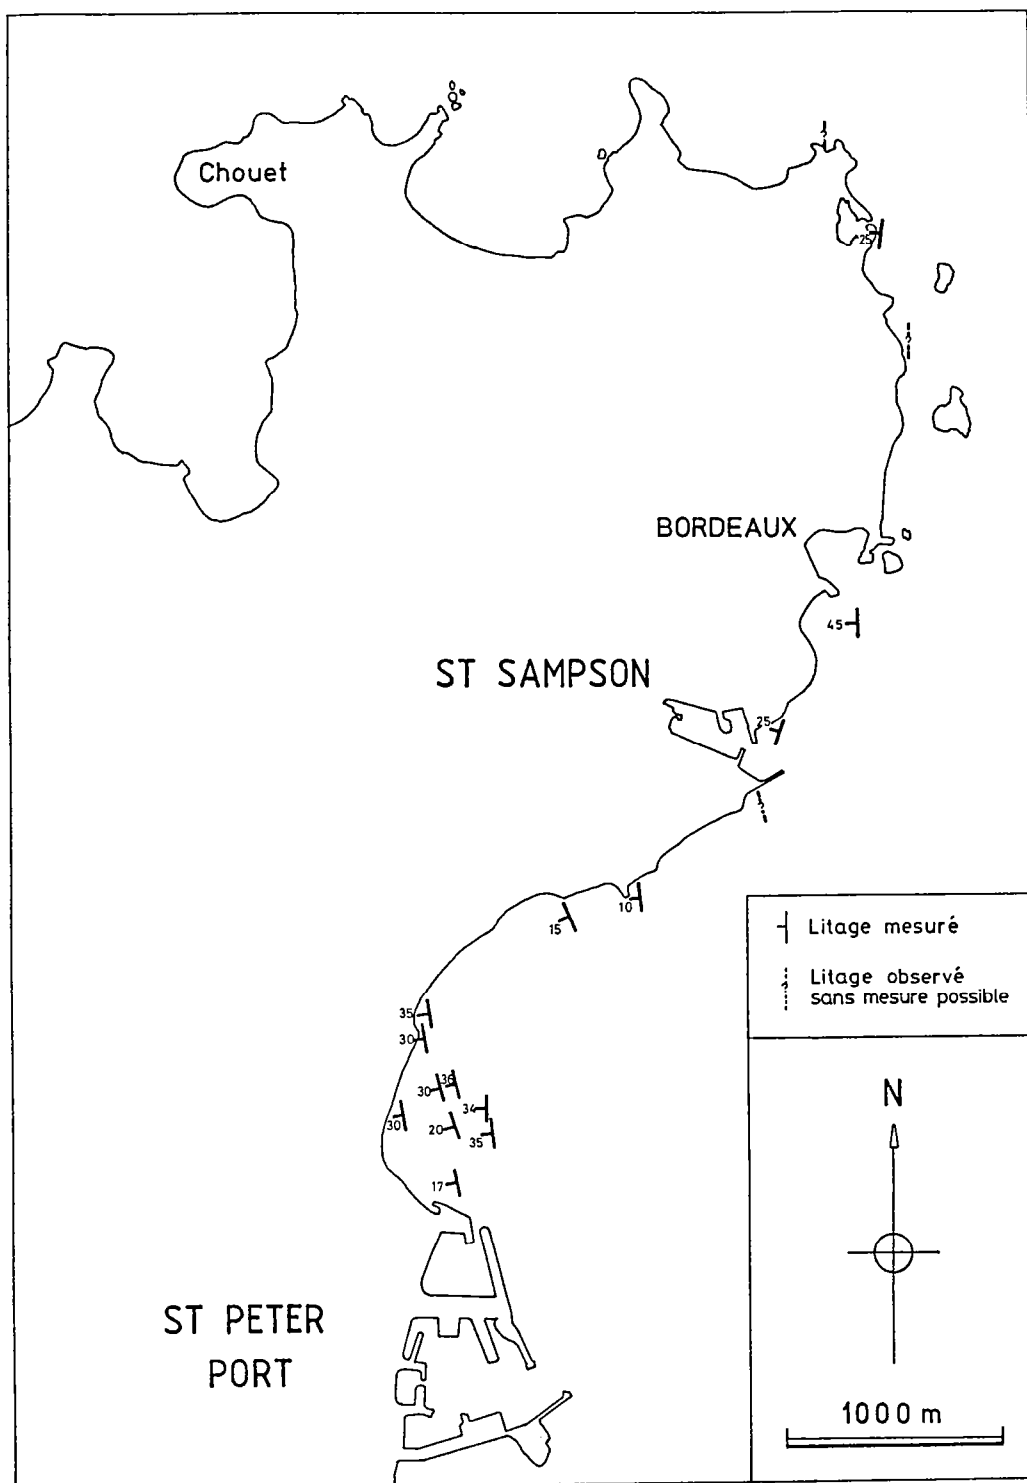 Chouet
25
BORDEAUX
45
ST SAMPSON
25
?
10
15
35
30
30
36
34
30
20
35
17
Litage mesuré
Litage observé
sans mesure possible
N
ST PETER
PORT
1000 m